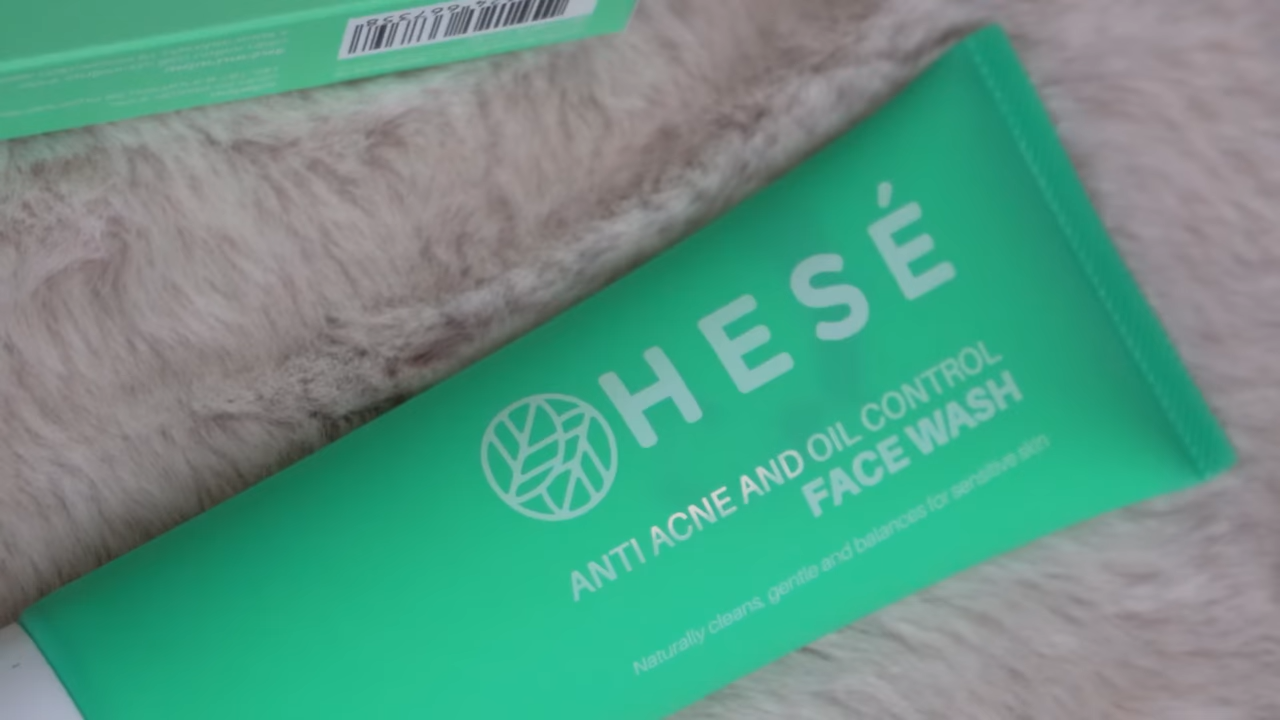 HESÉ
ANTI ACNE AND OIL CONTROL
FACE WASH
Naturally cleans, gentle and balances for sensitive skin